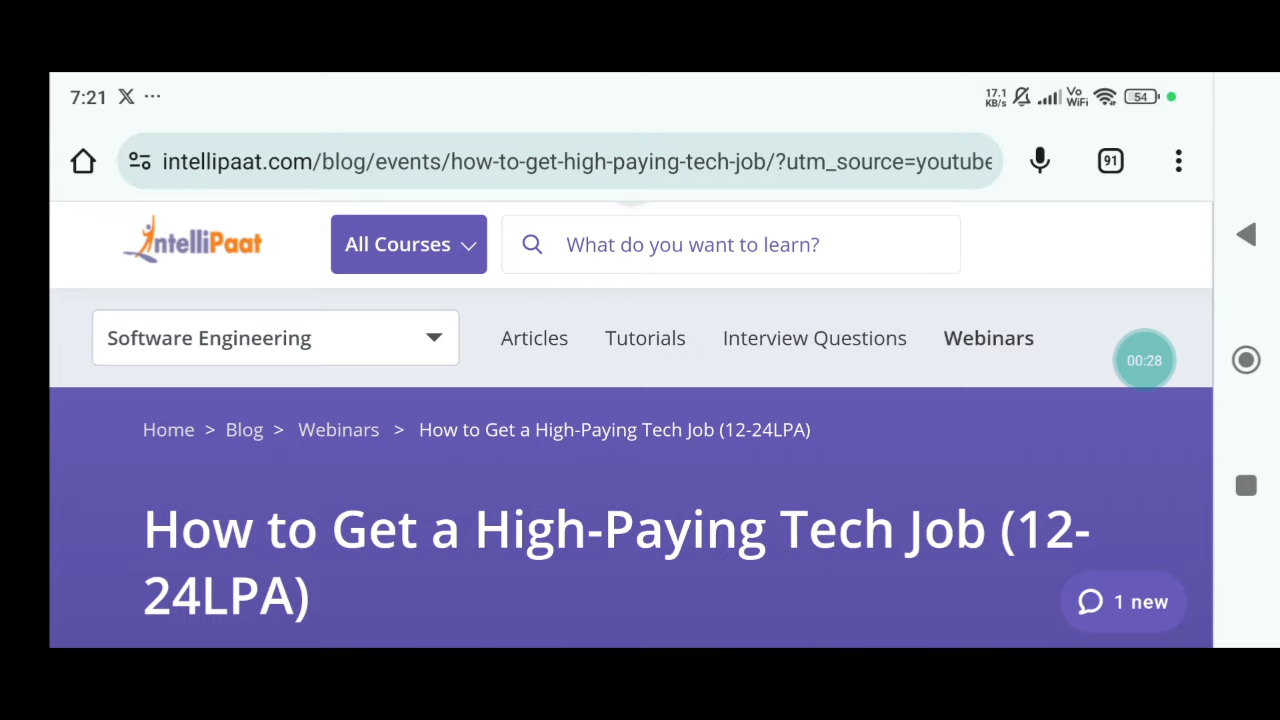 7:21 X ... 17.1 KB/s Vo WiFi 54
intellipaat.com/blog/events/how-to-get-high-paying-tech-job/?utm_source=youtube 91
IntelliPaat All Courses What do you want to learn?
Software Engineering Articles Tutorials Interview Questions Webinars
00:28
Home > Blog > Webinars > How to Get a High-Paying Tech Job (12-24LPA)
How to Get a High-Paying Tech Job (12-
24LPA)
1 new